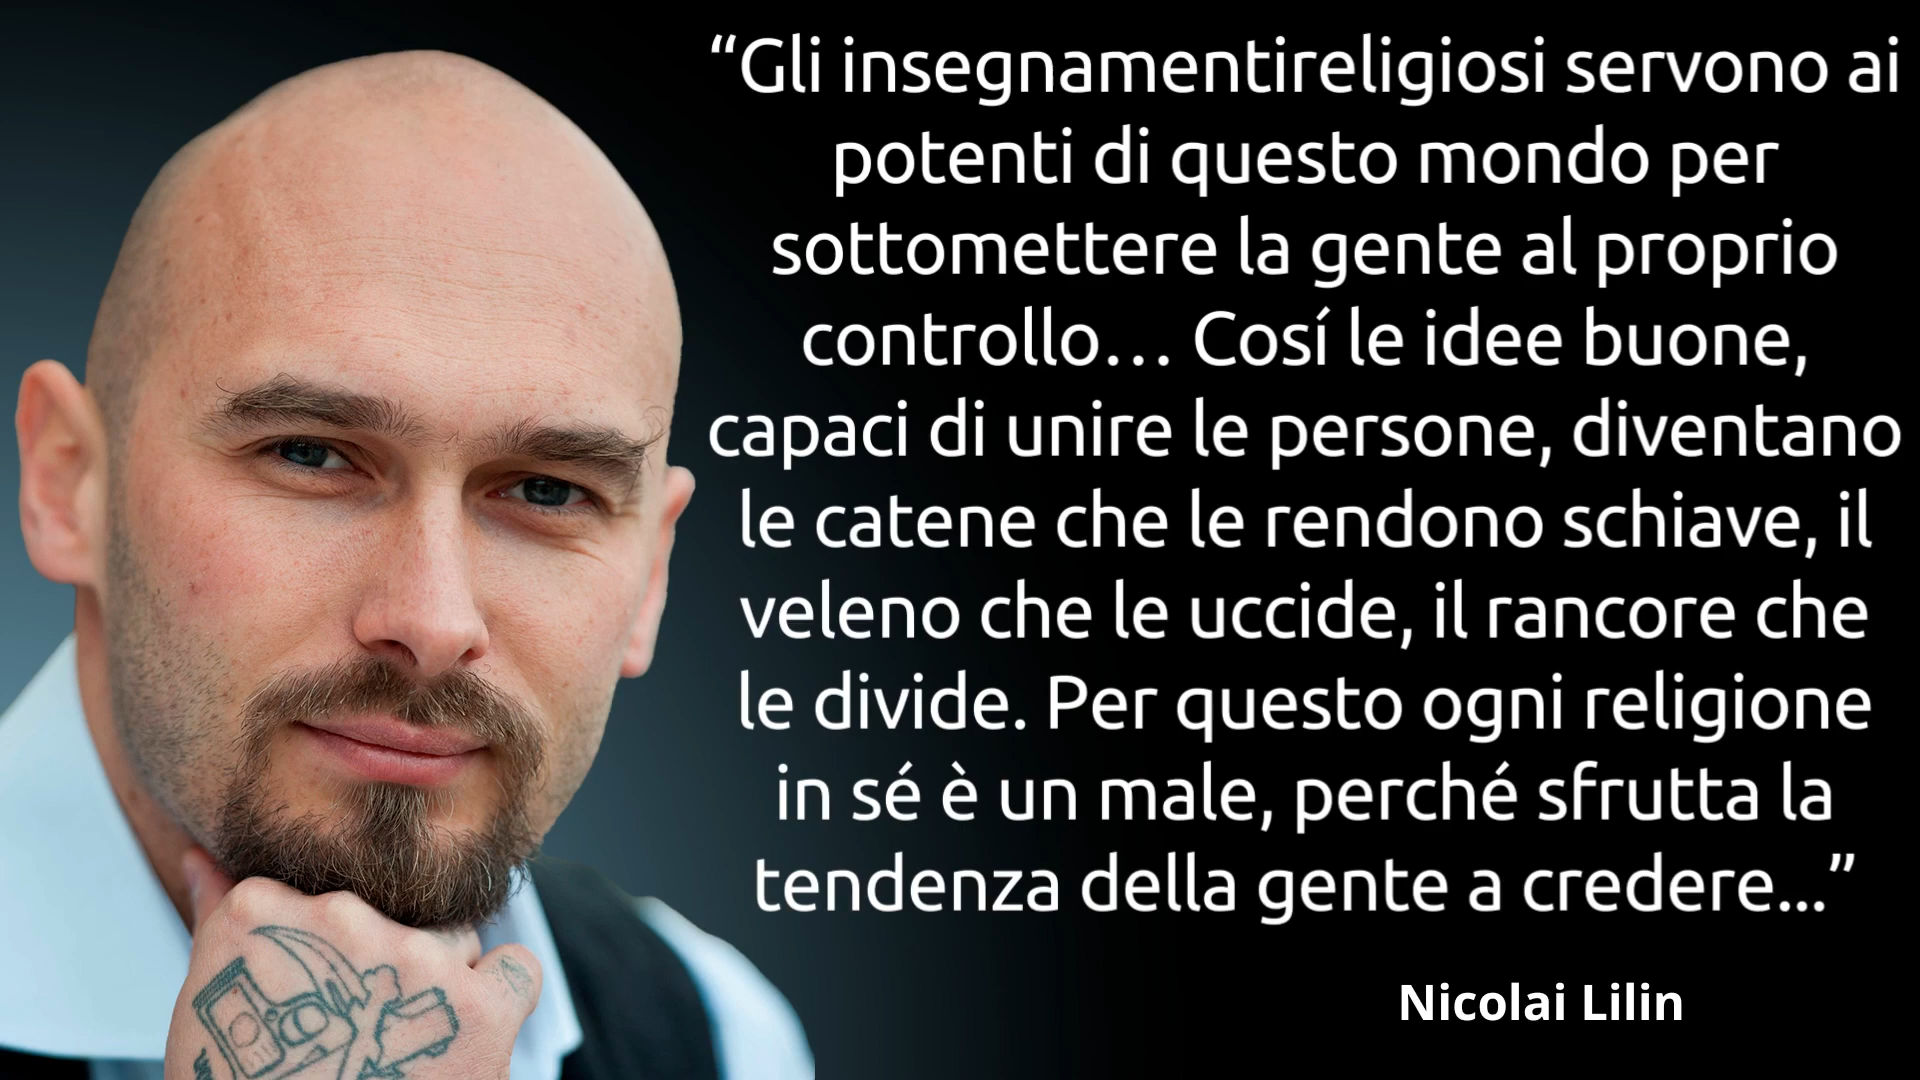 “Gli insegnamentireligiosi servono ai
potenti di questo mondo per
sottomettere la gente al proprio
controllo… Cosí le idee buone,
capaci di unire le persone, diventano
le catene che le rendono schiave, il
veleno che le uccide, il rancore che
le divide. Per questo ogni religione
in sé è un male, perché sfrutta la
tendenza della gente a credere...”
Nicolai Lilin